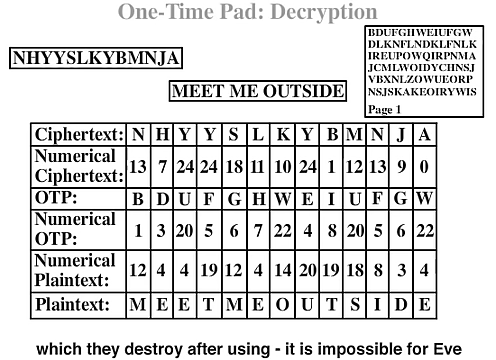 One-Time Pad: Decryption
NHYYSLKYBMNJA
MEET ME OUTSIDE
BDUFGHWEIUFGW
DLKNFLNDKLFNLK
IREUPOWQIRPNMA
JCMLWOIDYCHNSJ
VBXNLZOWUEORP
NSJSKAKEOIRYWIS
Page 1
Ciphertext: N H Y Y S L K Y B M N J A
Numerical
Ciphertext: 13 7 24 24 18 11 10 24 1 12 13 9 0
OTP: B D U F G H W E I U F G W
Numerical
OTP: 1 3 20 5 6 7 22 4 8 20 5 6 22
Numerical
Plaintext: 12 4 4 19 12 4 14 20 19 18 8 3 4
Plaintext: M E E T M E O U T S I D E
which they destroy after using - it is impossible for Eve